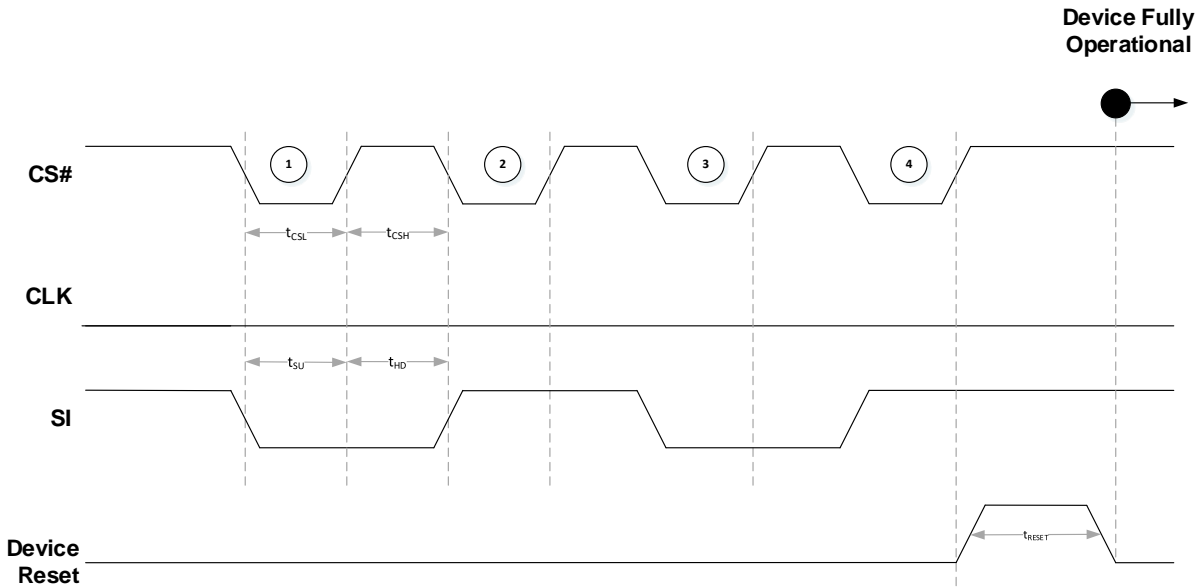 Device Fully
Operational
CS#
1
2
3
4
tCSL
tCSH
CLK
tSU
tHD
SI
Device
Reset
tRESET